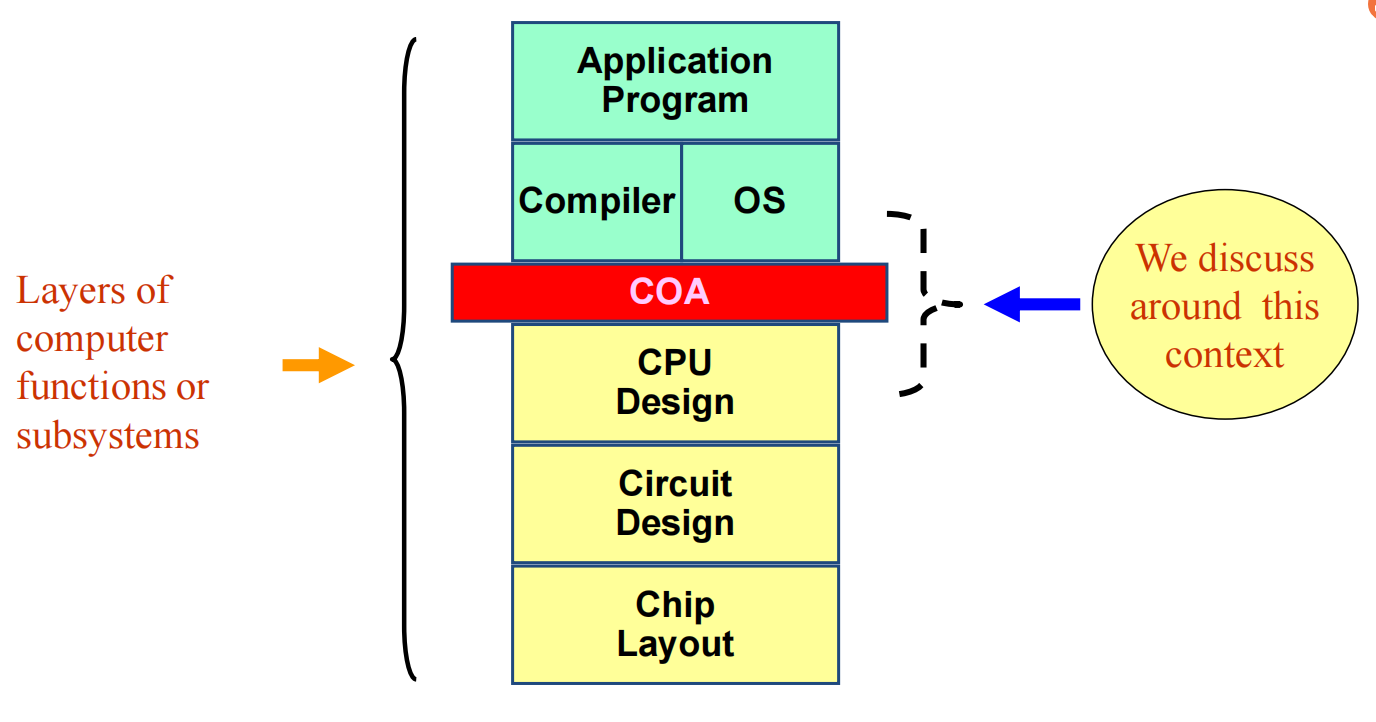 Application
Program
Compiler
OS
COA
CPU
Design
Circuit
Design
Chip
Layout
Layers of
computer
functions or
subsystems
We discuss
around this
context